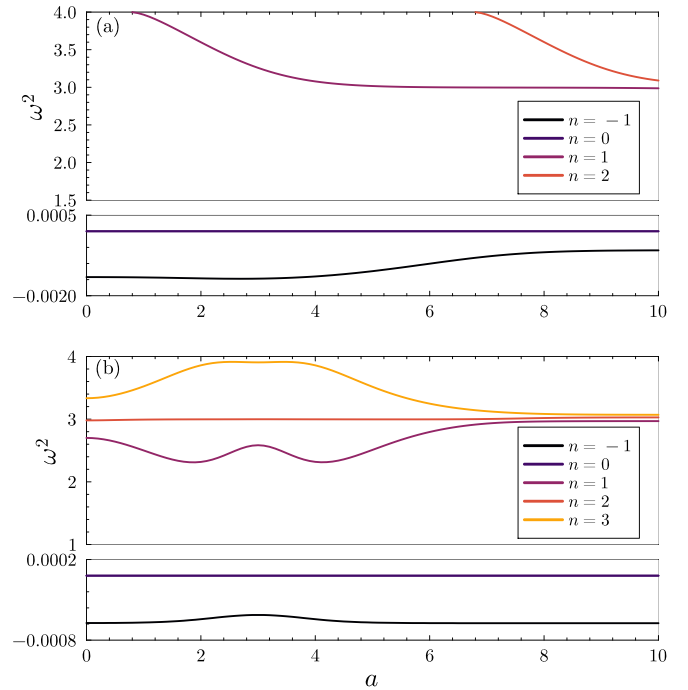 (a)
4.0
3.0
2.5
2.0
1.5
ω²
n = −1
n = 0
n = 1
n = 2
0.0005
−0.0020
0 2 4 6 8 10
(b)
4
3
2
1
ω²
n = −1
n = 0
n = 1
n = 2
n = 3
0.0002
−0.0008
0 2 4 6 8 10
a